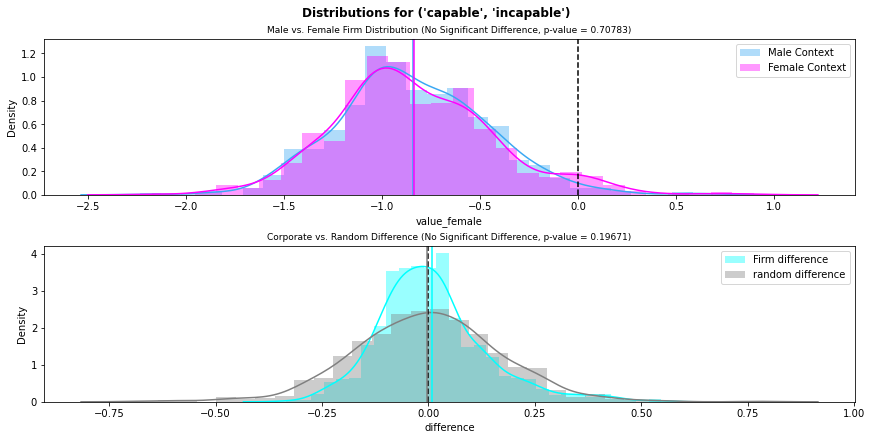 Distributions for ('capable', 'incapable')
Male vs. Female Firm Distribution (No Significant Difference, p-value = 0.70783)
Density
1.2
1.0
0.8
0.6
0.4
0.2
0.0
Male Context
Female Context
−2.5 −2.0 −1.5 −1.0 −0.5 0.0 0.5 1.0
value_female
Corporate vs. Random Difference (No Significant Difference, p-value = 0.19671)
Density
4
3
2
1
0
Firm difference
random difference
−0.75 −0.50 −0.25 0.00 0.25 0.50 0.75 1.00
difference